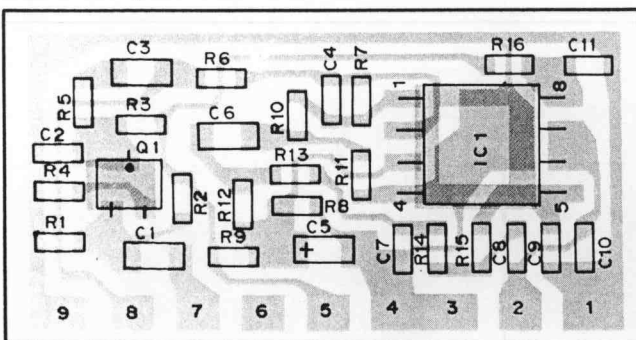 C3 R6 C4 R7 R16 C11
R5 R3 C6 R10 1 8
C2 Q1 IC1
R4 R2 R12 R13 R11
R8 4 5
R1 C1 R9 C5 + C7 R14 R15 C8 C9 C10
9 8 7 6 5 4 3 2 1